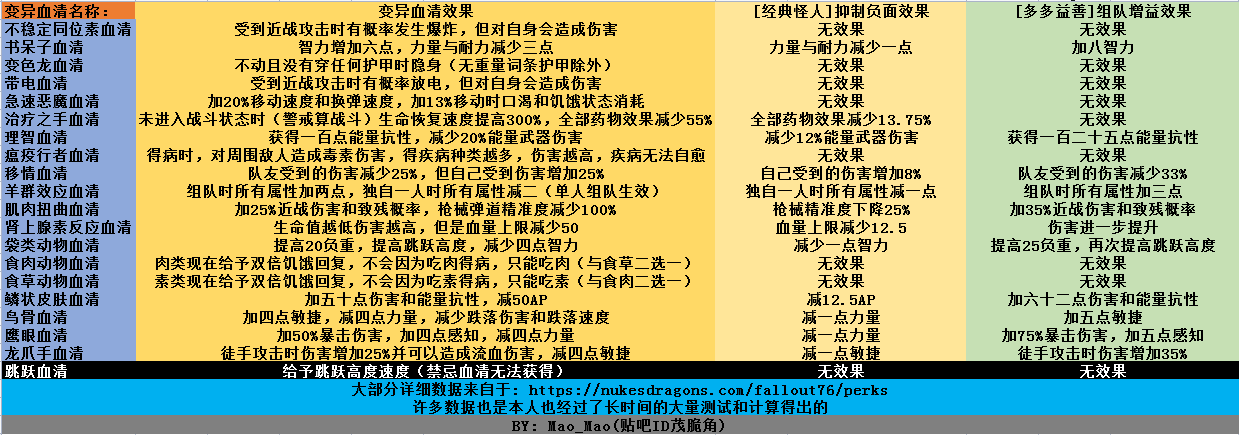 变异血清名称： 变异血清效果 [经典怪人]抑制负面效果 [多多益善]组队增益效果
不稳定同位素血清 受到近战攻击时有概率发生爆炸，但对自身会造成伤害 无效果 无效果
书呆子血清 智力增加六点，力量与耐力减少三点 力量与耐力减少一点 加八智力
变色龙血清 不动且没有穿任何护甲时隐身（无重量词条护甲除外） 无效果 无效果
带电血清 受到近战攻击时有概率放电，但对自身会造成伤害 无效果 无效果
急速恶魔血清 加20%移动速度和换弹速度，加13%移动时口渴和饥饿状态消耗 无效果 无效果
治疗之手血清 未进入战斗状态时（警戒算战斗）生命恢复速度提高300%，全部药物效果减少55% 全部药物效果减少13.75% 无效果
理智血清 获得一百点能量抗性，减少20%能量武器伤害 减少12%能量武器伤害 获得一百二十五点能量抗性
瘟疫行者血清 得病时，对周围敌人造成毒素伤害，得疾病种类越多，伤害越高，疾病无法自愈 无效果 无效果
移情血清 队友受到的伤害减少25%，但自己受到伤害增加25% 自己受到的伤害增加8% 队友受到的伤害减少33%
羊群效应血清 组队时所有属性加两点，独自一人时所有属性减二（单人组队生效） 独自一人时所有属性减一点 组队时所有属性加三点
肌肉扭曲血清 加25%近战伤害和致残概率，枪械弹道精准度减少100% 枪械精准度下降25% 加35%近战伤害和致残概率
肾上腺素反应血清 生命值越低伤害越高，但是血量上限减少50 血量上限减少12.5 伤害进一步提升
袋类动物血清 提高20负重，提高跳跃高度，减少四点智力 减少一点智力 提高25负重，再次提高跳跃高度
食肉动物血清 肉类现在给予双倍饥饿回复，不会因为吃肉得病，只能吃肉（与食草二选一） 无效果 无效果
食草动物血清 素类现在给予双倍饥饿回复，不会因为吃素得病，只能吃素（与食肉二选一） 无效果 无效果
鳞状皮肤血清 加五十点伤害和能量抗性，减50AP 减12.5AP 加六十二点伤害和能量抗性
鸟骨血清 加四点敏捷，减四点力量，减少跌落伤害和跌落速度 减一点力量 加五点敏捷
鹰眼血清 加50%暴击伤害，加四点感知，减四点力量 减一点力量 加75%暴击伤害，加五点感知
龙爪手血清 徒手攻击时伤害增加25%并可以造成流血伤害，减四点敏捷 减一点敏捷 徒手攻击时伤害增加35%
跳跃血清 给予跳跃高度速度（禁忌血清无法获得） 无效果 无效果
大部分详细数据来自于: https://nukesdragons.com/fallout76/perks
许多数据也是本人也经过了长时间的大量测试和计算得出的
BY: Mao_Mao(贴吧ID茂脆角)